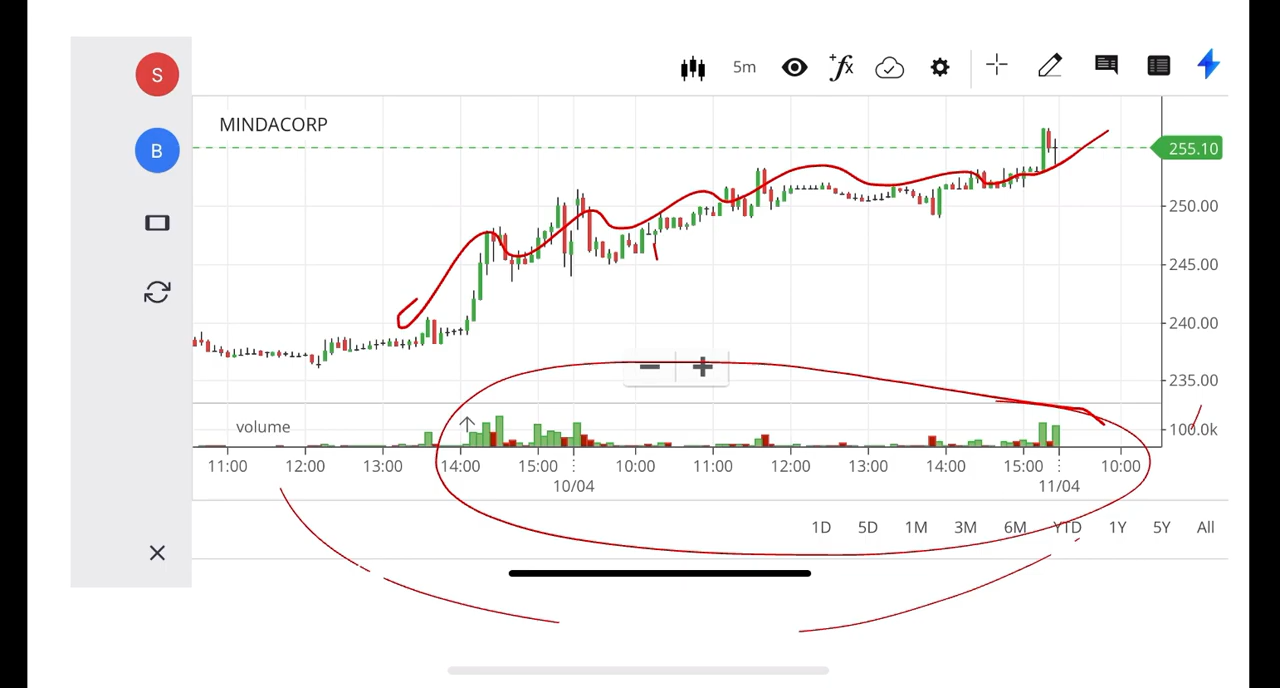 S
5m
fx
MINDACORP
B
255.10
250.00
245.00
240.00
235.00
volume
100.0k
11:00 12:00 13:00 14:00 15:00 10:00 11:00 12:00 13:00 14:00 15:00 10:00
10/04 11/04
1D 5D 1M 3M 6M YTD 1Y 5Y All